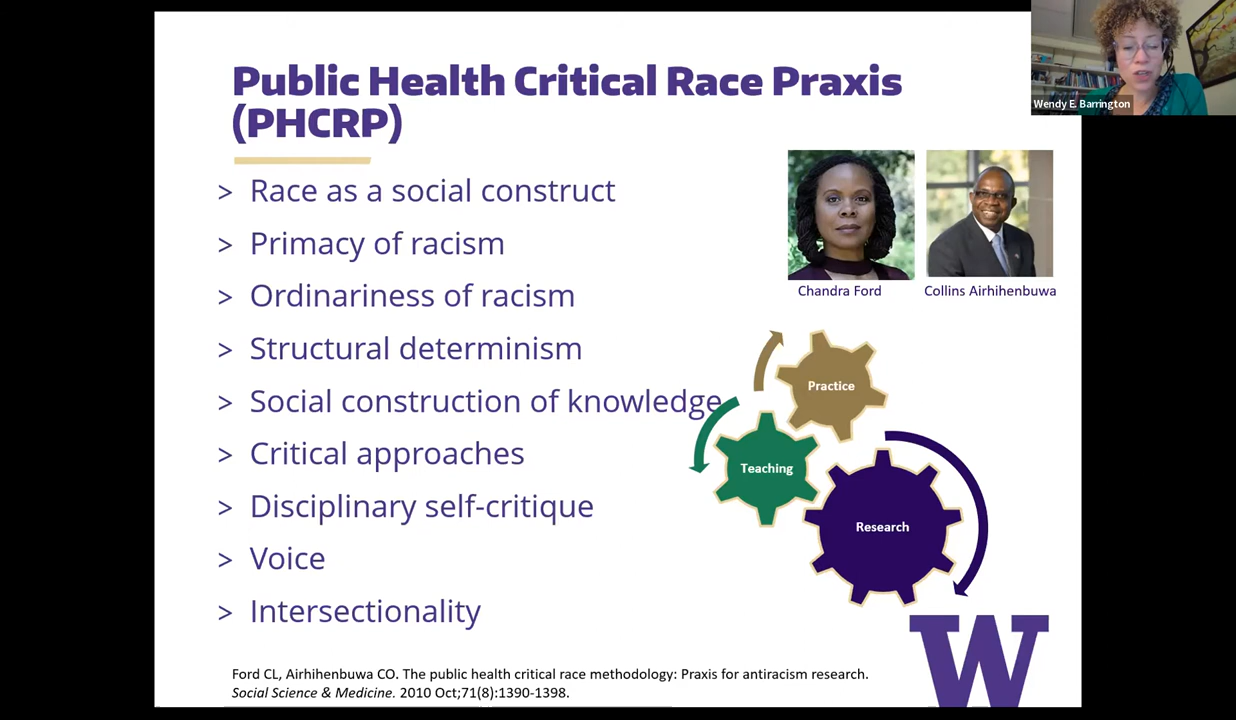 Public Health Critical Race Praxis
(PHCRP)
Wendy E. Barrington
> Race as a social construct
> Primacy of racism
> Ordinariness of racism
> Structural determinism
> Social construction of knowledge
> Critical approaches
> Disciplinary self-critique
> Voice
> Intersectionality
Chandra Ford
Collins Airhihenbuwa
Practice
Teaching
Research
W
Ford CL, Airhihenbuwa CO. The public health critical race methodology: Praxis for antiracism research.
Social Science & Medicine. 2010 Oct;71(8):1390-1398.